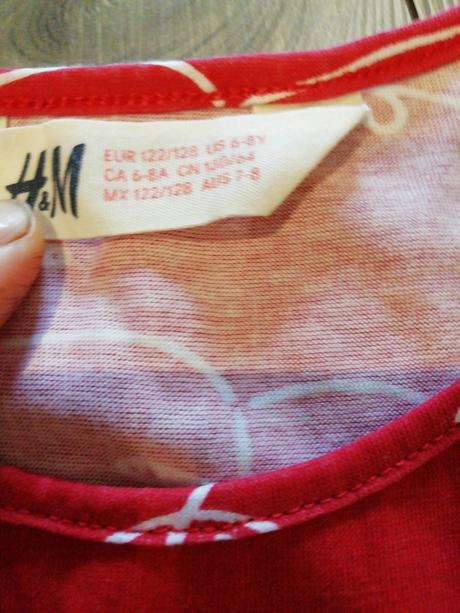 H&M
EUR 122/128 US 6-8Y
CA 6-8A CN 130/64
MX 122/128 AUS 7-8